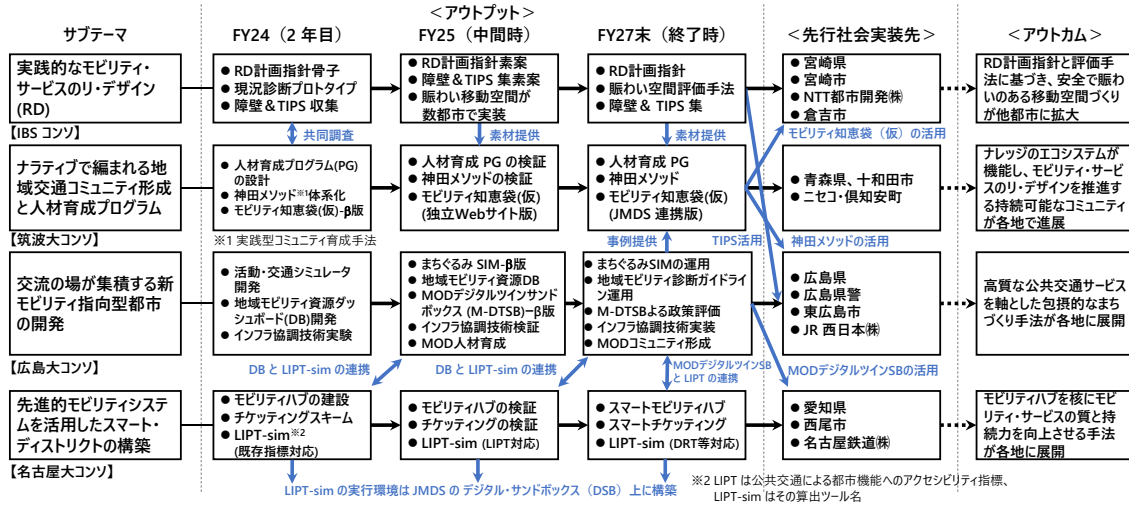 ＜アウトプット＞
サブテーマ
FY24（2 年目）
FY25（中間時）
FY27末（終了時）
＜先行社会実装先＞
＜アウトカム＞
実践的なモビリティ・
サービスのリ・デザイン
(RD)
【IBS コンソ】
● RD計画指針骨子
● 現況診断プロトタイプ
● 障壁＆TIPS 収集
● RD計画指針素案
● 障壁＆TIPS 集素案
● 賑わい移動空間が
数都市で実装
● RD計画指針
● 賑わい空間評価手法
● 障壁＆TIPS 集
● 宮崎県
● 宮崎市
● NTT都市開発㈱
● 倉吉市
RD計画指針と評価手
法に基づき、安全で賑わ
いのある移動空間づくり
が他都市に拡大
共同調査
素材提供
素材提供
モビリティ知恵袋（仮）の活用
ナラティブで編まれる地
域交通コミュニティ形成
と人材育成プログラム
【筑波大コンソ】
● 人材育成プログラム(PG)
の設計
● 神田メソッド※1体系化
● モビリティ知恵袋(仮)-β版
※1 実践型コミュニティ育成手法
● 人材育成 PG の検証
● 神田メソッドの検証
● モビリティ知恵袋(仮)
(独立Webサイト版)
● 人材育成 PG
● 神田メソッド
● モビリティ知恵袋(仮)
(JMDS 連携版)
● 青森県、十和田市
● ニセコ・倶知安町
ナレッジのエコシステムが
機能し、モビリティ・サービ
スのリ・デザインを推進す
る持続可能なコミュニティ
が各地で進展
事例提供
TIPS活用
神田メソッドの活用
交流の場が集積する新
モビリティ指向型都市
の開発
【広島大コンソ】
● 活動・交通シミュレータ
開発
● 地域モビリティ資源ダッ
シュボード(DB)開発
● インフラ協調技術実験
● まちぐるみ SIM-β版
● 地域モビリティ資源DB
● MODデジタルツインサンド
ボックス (M-DTSB)−β版
● インフラ協調技術検証
● MOD人材育成
● まちぐるみSIMの運用
● 地域モビリティ診断ガイドライ
ン運用
● M-DTSBよる政策評価
● インフラ協調技術実装
● MODコミュニティ形成
● 広島県
● 広島県警
● 東広島市
● JR 西日本㈱
高質な公共交通サービス
を軸とした包摂的なまち
づくり手法が各地に展開
DB と LIPT-sim の連携
DB と LIPT-sim の連携
MODデジタルツインSB
と LIPT の連携
MODデジタルツインSBの活用
先進的モビリティシステ
ムを活用したスマート・
ディストリクトの構築
【名古屋大コンソ】
● モビリティハブの建設
● チケッティングスキーム
● LIPT-sim※2
(既存指標対応)
● モビリティハブの検証
● チケッティングの検証
● LIPT-sim (LIPT対応)
● スマートモビリティハブ
● スマートチケッティング
● LIPT-sim (DRT等対応)
● 愛知県
● 西尾市
● 名古屋鉄道㈱
モビリティハブを核にモビ
リティ・サービスの質と持
続力を向上させる手法
が各地に展開
LIPT-sim の実行環境は JMDS の デジタル・サンドボックス（DSB）上に構築
※2 LIPT は公共交通による都市機能へのアクセシビリティ指標、
LIPT-sim はその算出ツール名